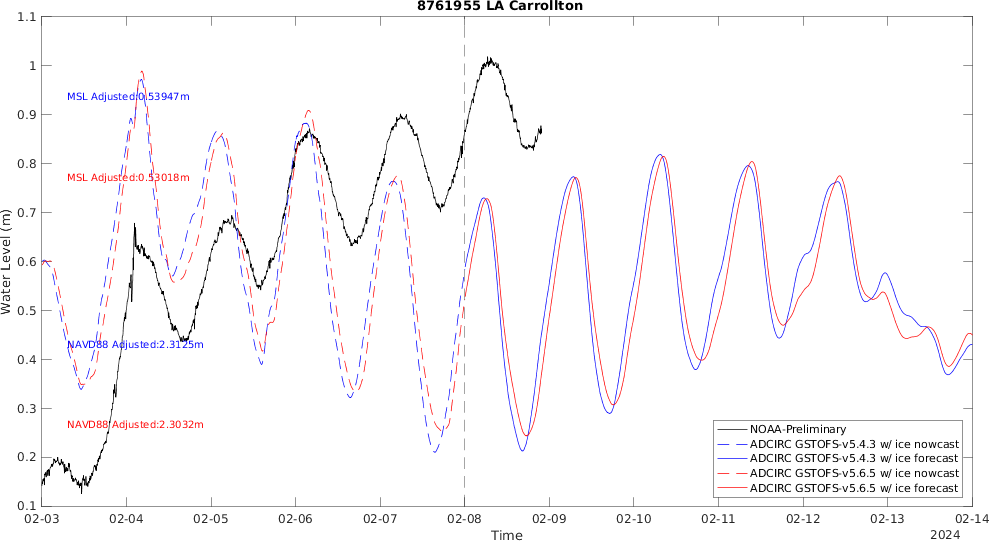 8761955 LA Carrollton
1.1
1
0.9
0.8
0.7
0.6
0.5
0.4
0.3
0.2
0.1
Water Level (m)
MSL Adjusted:0.53947m
MSL Adjusted:0.53018m
NAVD88 Adjusted:2.3125m
NAVD88 Adjusted:2.3032m
NOAA-Preliminary
ADCIRC GSTOFS-v5.4.3 w/ ice nowcast
ADCIRC GSTOFS-v5.4.3 w/ ice forecast
ADCIRC GSTOFS-v5.6.5 w/ ice nowcast
ADCIRC GSTOFS-v5.6.5 w/ ice forecast
02-03 02-04 02-05 02-06 02-07 02-08 02-09 02-10 02-11 02-12 02-13 02-14
Time
2024